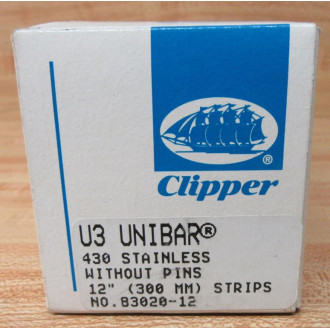 ®
Clipper
U3 UNIBAR®
430 STAINLESS
WITHOUT PINS
12" (300 MM) STRIPS
NO.83020-12